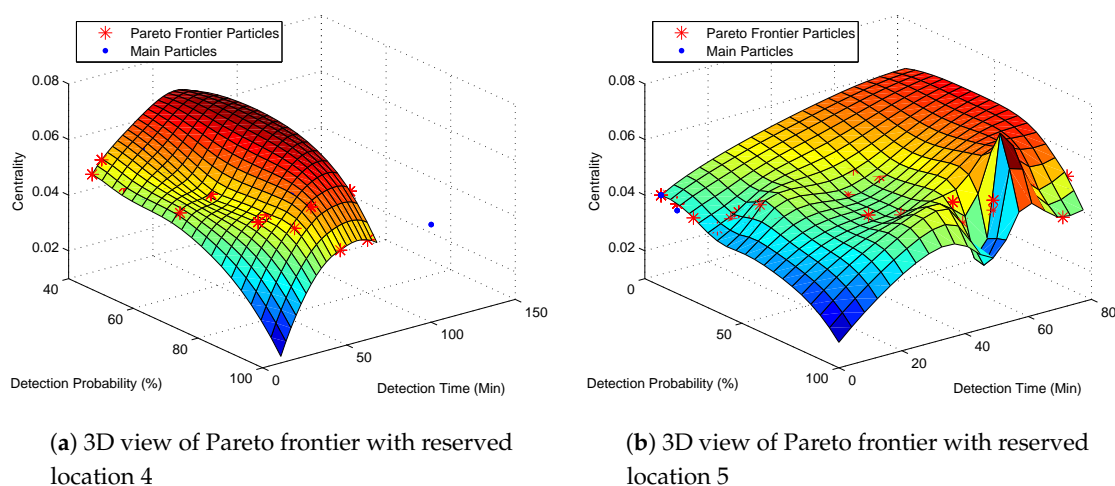 Pareto Frontier Particles
Main Particles
0.08
0.06
0.04
0.02
Centrality
40
60
80
100
Detection Probability (%)
0
50
100
150
Detection Time (Min)
(a) 3D view of Pareto frontier with reserved
location 4
Pareto Frontier Particles
Main Particles
0.08
0.06
0.04
0.02
Centrality
0
50
100
Detection Probability (%)
0
20
40
60
80
Detection Time (Min)
(b) 3D view of Pareto frontier with reserved
location 5